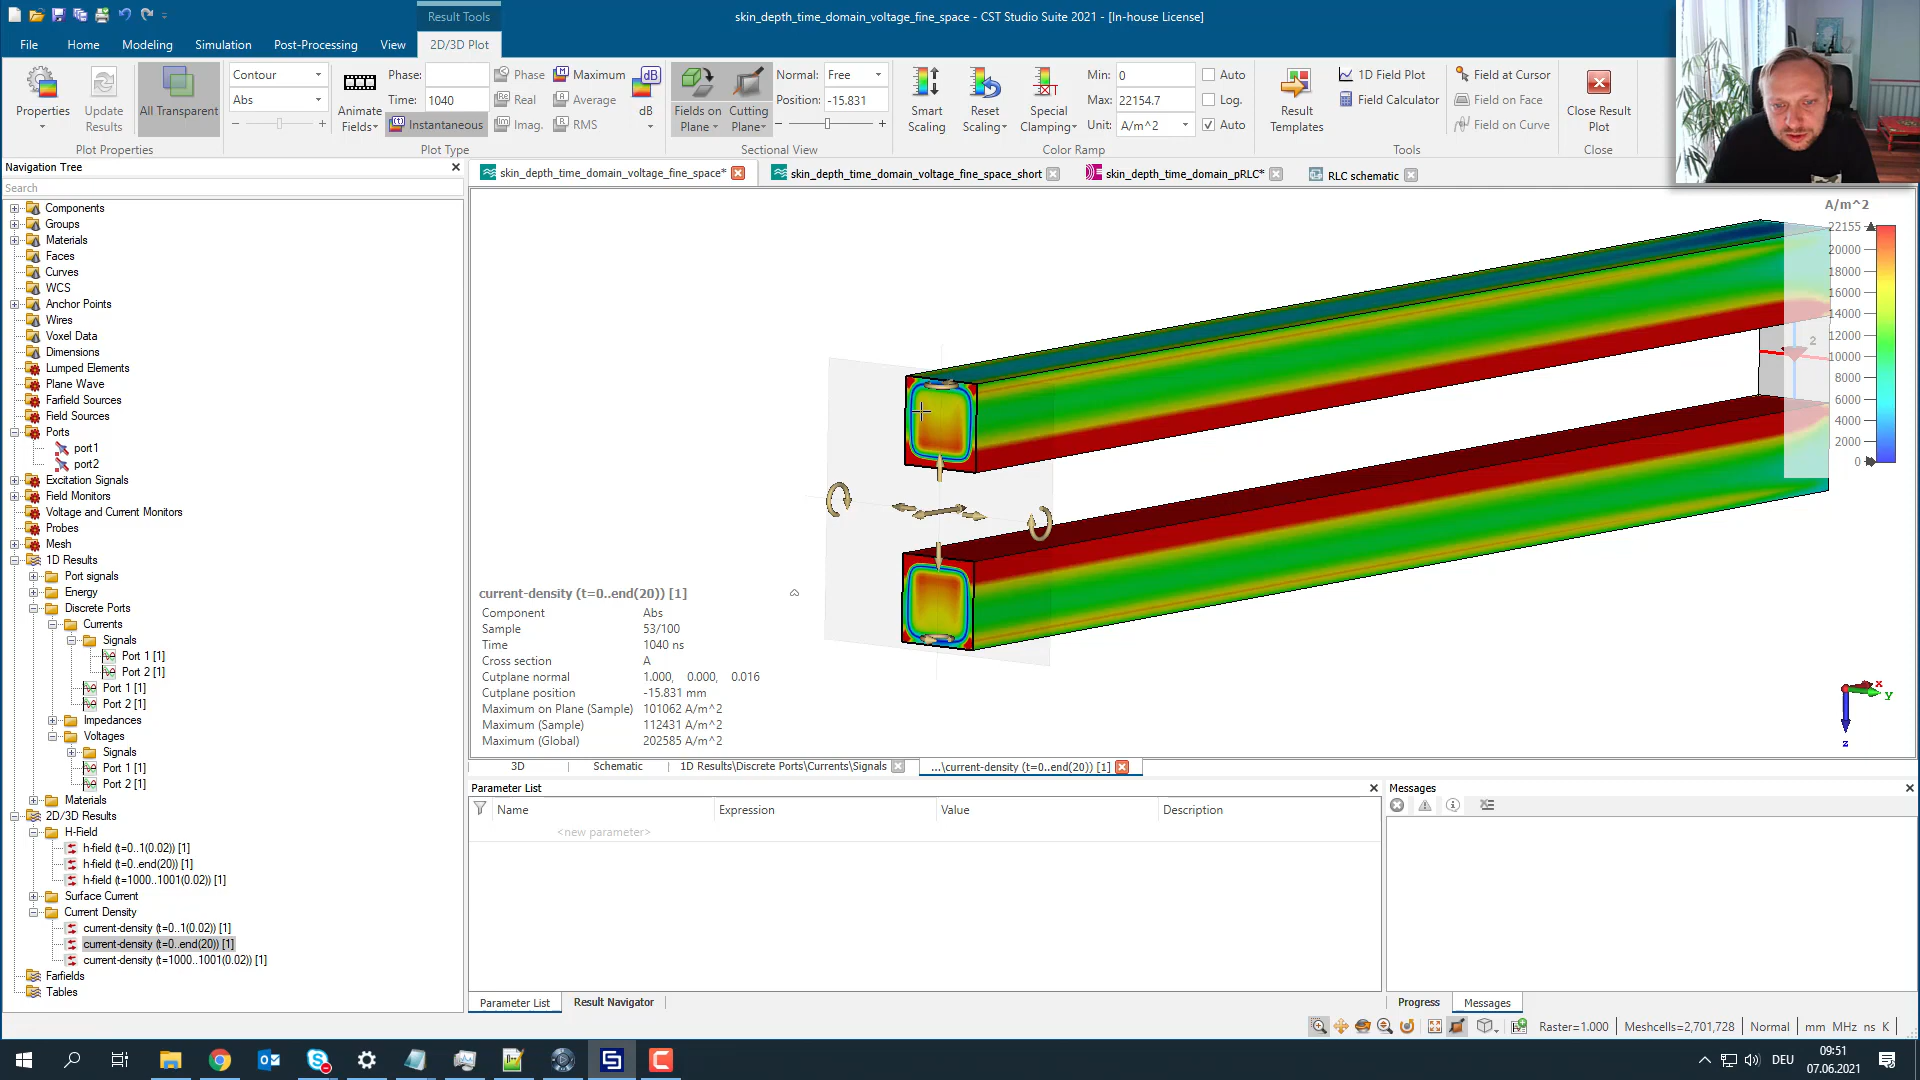 Result Tools
skin_depth_time_domain_voltage_fine_space - CST Studio Suite 2021 - [In-house License]
File Home Modeling Simulation Post-Processing View 2D/3D Plot
Properties
Update Results
All Transparent
Plot Properties
Contour
Abs
Animate Fields
Phase:
Time: 1040
Instantaneous
Phase
Real
Imag.
Maximum
Average
RMS
dB
dB
Plot Type
Fields on Plane
Cutting Plane
Normal: Free
Position: -15.831
Sectional View
Smart Scaling
Reset Scaling
Special Clamping
Min: 0
Max: 22154.7
Unit: A/m^2
Auto
Log.
Auto
Color Ramp
Result Templates
1D Field Plot
Field Calculator
Field at Cursor
Field on Face
Field on Curve
Tools
Close Result Plot
Close
Navigation Tree
Search
Components
Groups
Materials
Faces
Curves
WCS
Anchor Points
Wires
Voxel Data
Dimensions
Lumped Elements
Plane Wave
Farfield Sources
Field Sources
Ports
port1
port2
Excitation Signals
Field Monitors
Voltage and Current Monitors
Probes
Mesh
1D Results
Port signals
Energy
Discrete Ports
Currents
Signals
Port 1 [1]
Port 2 [1]
Port 1 [1]
Port 2 [1]
Impedances
Voltages
Signals
Port 1 [1]
Port 2 [1]
Materials
2D/3D Results
H-Field
h-field (t=0..1(0.02)) [1]
h-field (t=0..end(20)) [1]
h-field (t=1000..1001(0.02)) [1]
Surface Current
Current Density
current-density (t=0..1(0.02)) [1]
current-density (t=0..end(20)) [1]
current-density (t=1000..1001(0.02)) [1]
Farfields
Tables
skin_depth_time_domain_voltage_fine_space*
skin_depth_time_domain_voltage_fine_space_short
skin_depth_time_domain_pRLC*
RLC schematic
A/m^2
22155
20000
18000
16000
14000
12000
10000
8000
6000
4000
2000
0
2
current-density (t=0..end(20)) [1]
Component Abs
Sample 53/100
Time 1040 ns
Cross section A
Cutplane normal 1.000, 0.000, 0.016
Cutplane position -15.831 mm
Maximum on Plane (Sample) 101062 A/m^2
Maximum (Sample) 112431 A/m^2
Maximum (Global) 202585 A/m^2
x
y
z
3D
Schematic
1D Results\Discrete Ports\Currents\Signals
...\current-density (t=0..end(20)) [1]
Parameter List
Name Expression Value Description
<new parameter>
Parameter List Result Navigator
Messages
Progress Messages
Raster=1.000 Meshcells=2,701,728 Normal mm MHz ns K
DEU
09:51
07.06.2021